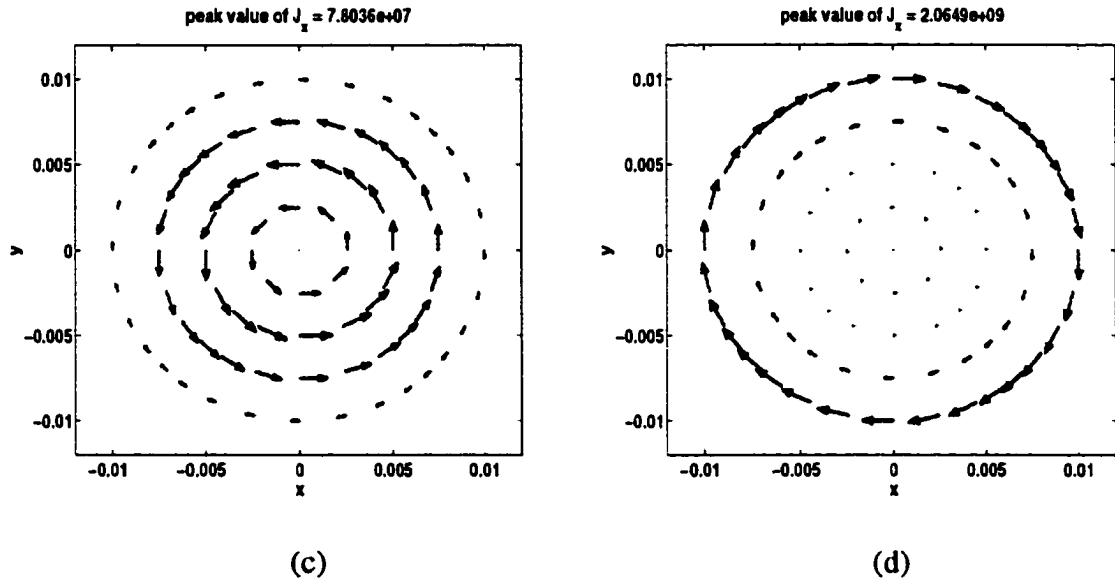 peak value of J_x = 7.8036e+07
0.01
0.005
0
−0.005
−0.01
y
−0.01 −0.005 0 0.005 0.01
x
(c)
peak value of J_x = 2.0649e+09
0.01
0.005
0
−0.005
−0.01
y
−0.01 −0.005 0 0.005 0.01
x
(d)